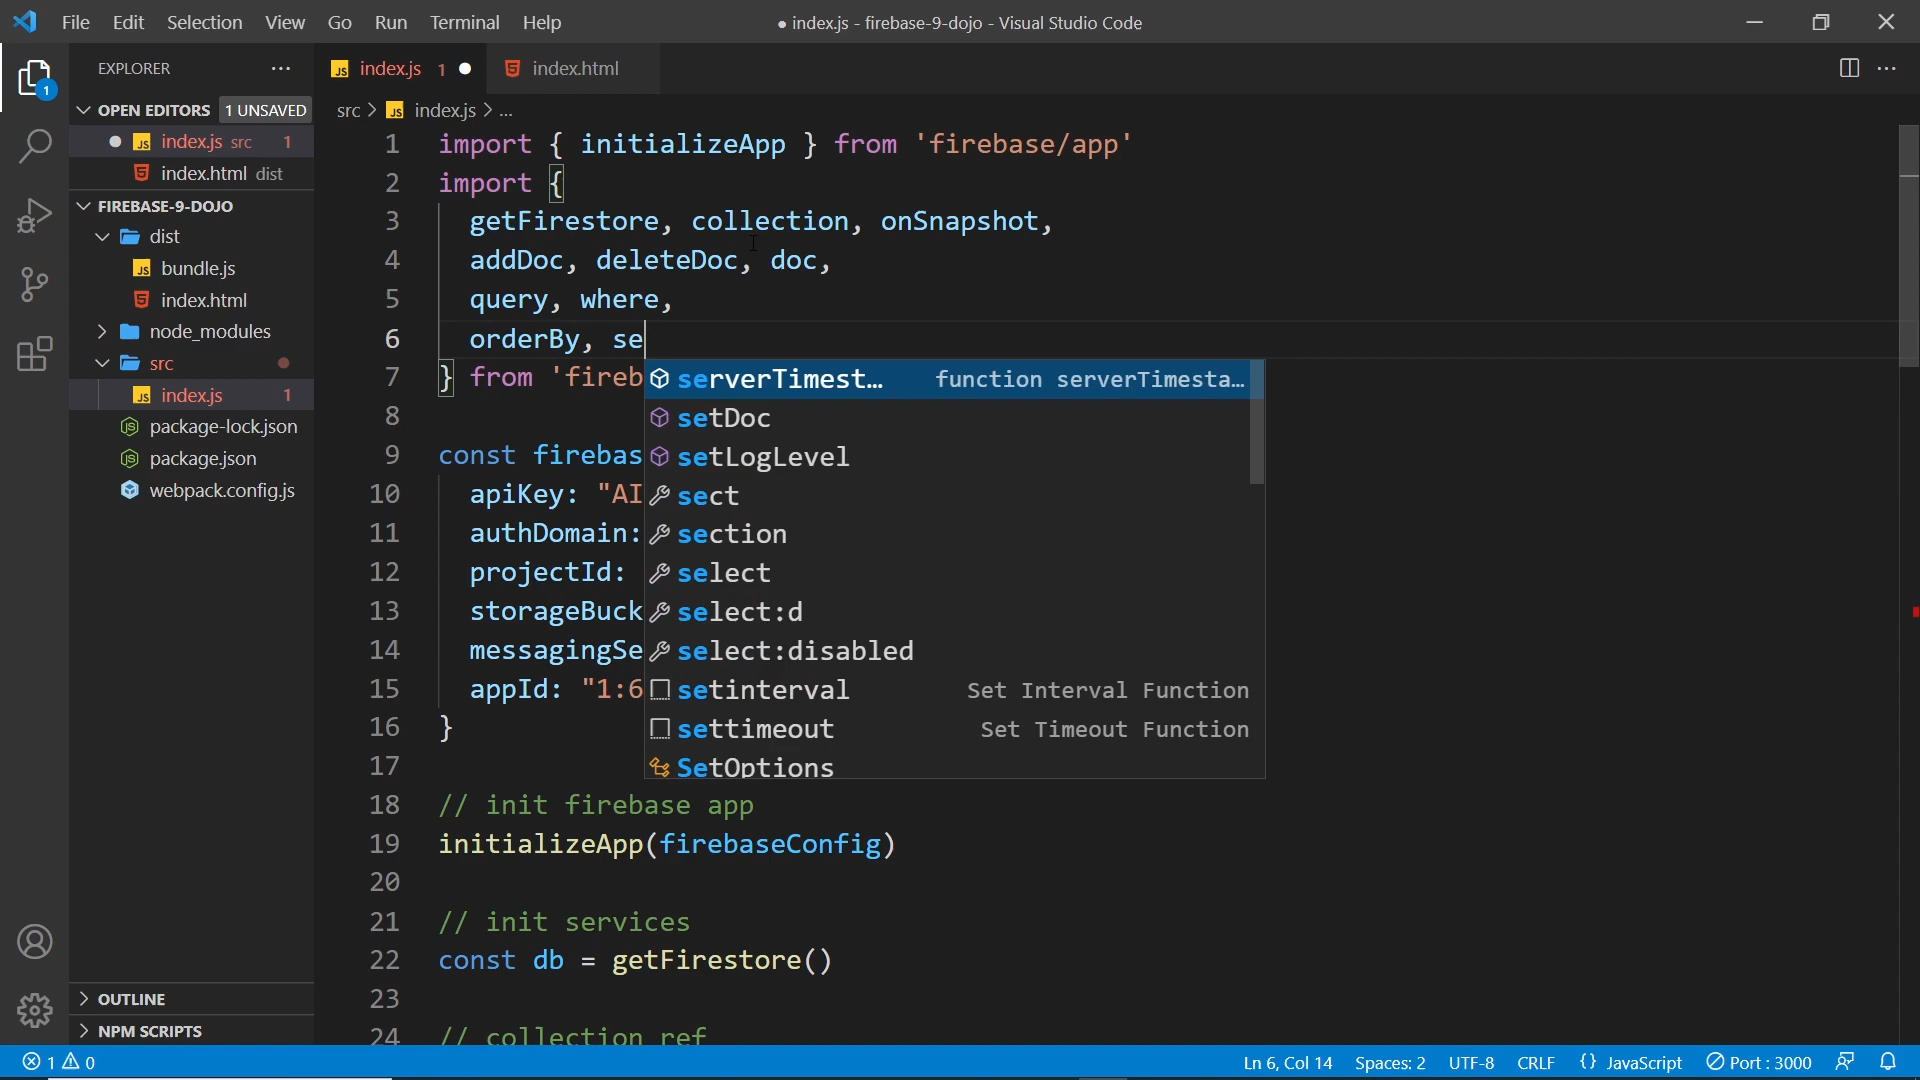 File Edit Selection View Go Run Terminal Help
● index.js - firebase-9-dojo - Visual Studio Code
EXPLORER
OPEN EDITORS 1 UNSAVED
index.js src 1
index.html dist
FIREBASE-9-DOJO
dist
bundle.js
index.html
node_modules
src
index.js 1
package-lock.json
package.json
webpack.config.js
OUTLINE
NPM SCRIPTS
index.js 1
index.html
src > index.js > ...
1 import { initializeApp } from 'firebase/app'
2 import {
3 getFirestore, collection, onSnapshot,
4 addDoc, deleteDoc, doc,
5 query, where,
6 orderBy, se
7 } from 'fireb
8
9 const firebas
10 apiKey: "AI
11 authDomain:
12 projectId:
13 storageBuck
14 messagingSe
15 appId: "1:6
16 }
17
18 // init firebase app
19 initializeApp(firebaseConfig)
20
21 // init services
22 const db = getFirestore()
23
24 // collection ref
serverTimest… function serverTimesta…
setDoc
setLogLevel
sect
section
select
select:d
select:disabled
setinterval Set Interval Function
settimeout Set Timeout Function
SetOptions
1 0
Ln 6, Col 14 Spaces: 2 UTF-8 CRLF {} JavaScript Port : 3000